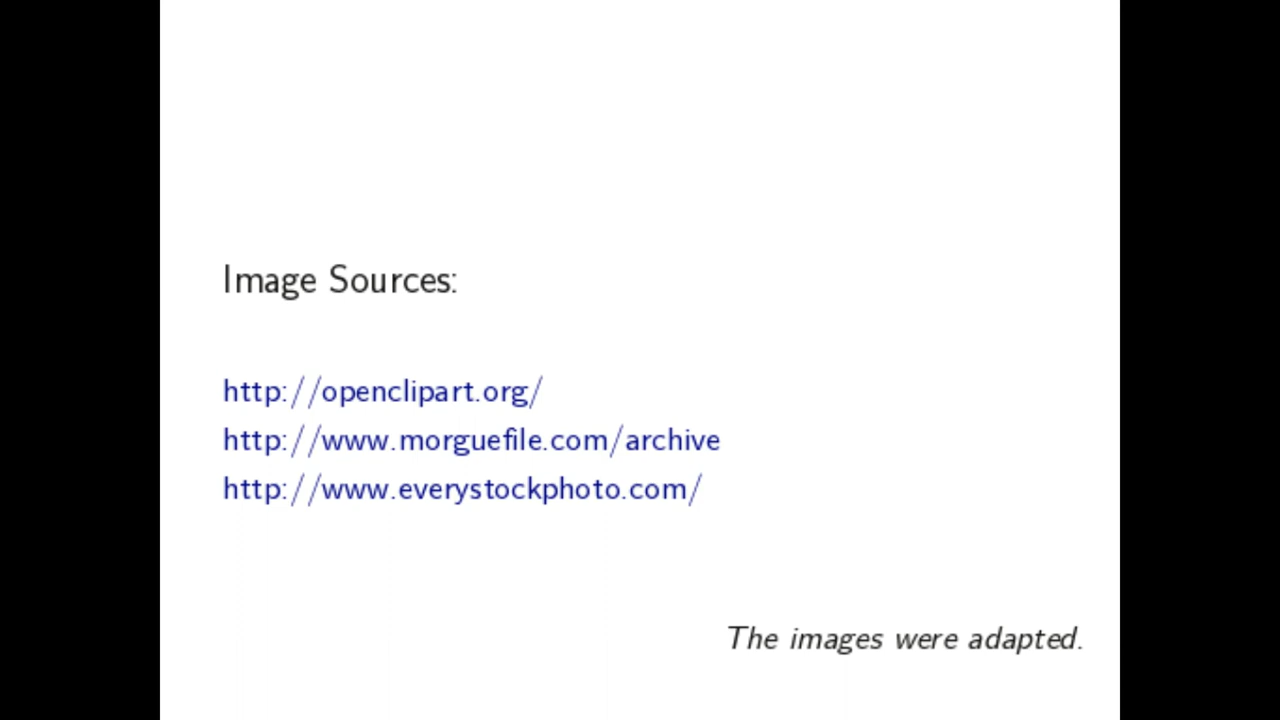 Image Sources:
http://openclipart.org/
http://www.morguefile.com/archive
http://www.everystockphoto.com/
The images were adapted.